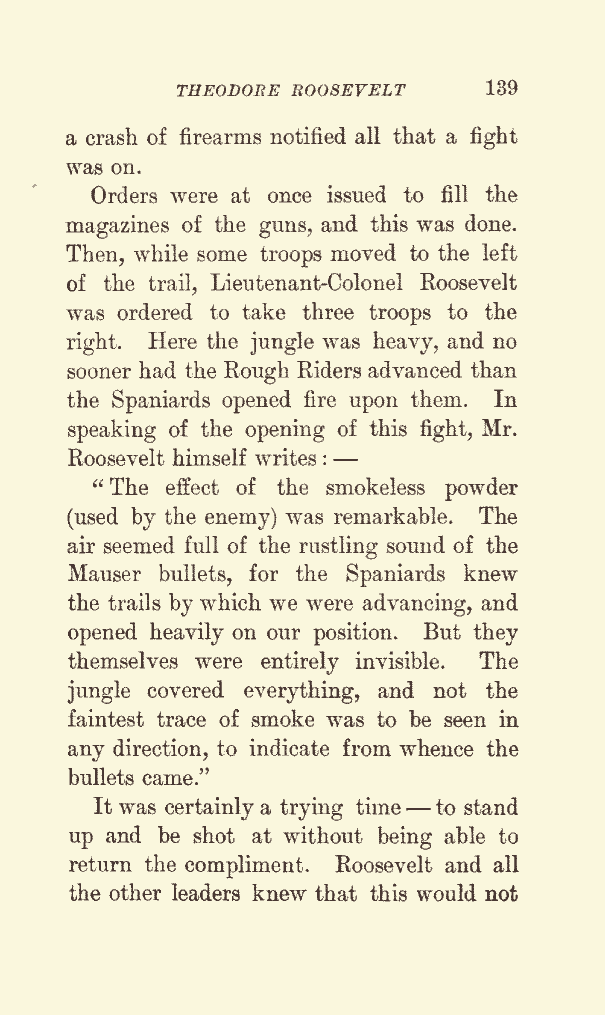 THEODORE ROOSEVELT 139
a crash of firearms notified all that a fight
was on.
Orders were at once issued to fill the
magazines of the guns, and this was done.
Then, while some troops moved to the left
of the trail, Lieutenant-Colonel Roosevelt
was ordered to take three troops to the
right. Here the jungle was heavy, and no
sooner had the Rough Riders advanced than
the Spaniards opened fire upon them. In
speaking of the opening of this fight, Mr.
Roosevelt himself writes: —
“The effect of the smokeless powder
(used by the enemy) was remarkable. The
air seemed full of the rustling sound of the
Mauser bullets, for the Spaniards knew
the trails by which we were advancing, and
opened heavily on our position. But they
themselves were entirely invisible. The
jungle covered everything, and not the
faintest trace of smoke was to be seen in
any direction, to indicate from whence the
bullets came.”
It was certainly a trying time — to stand
up and be shot at without being able to
return the compliment. Roosevelt and all
the other leaders knew that this would not